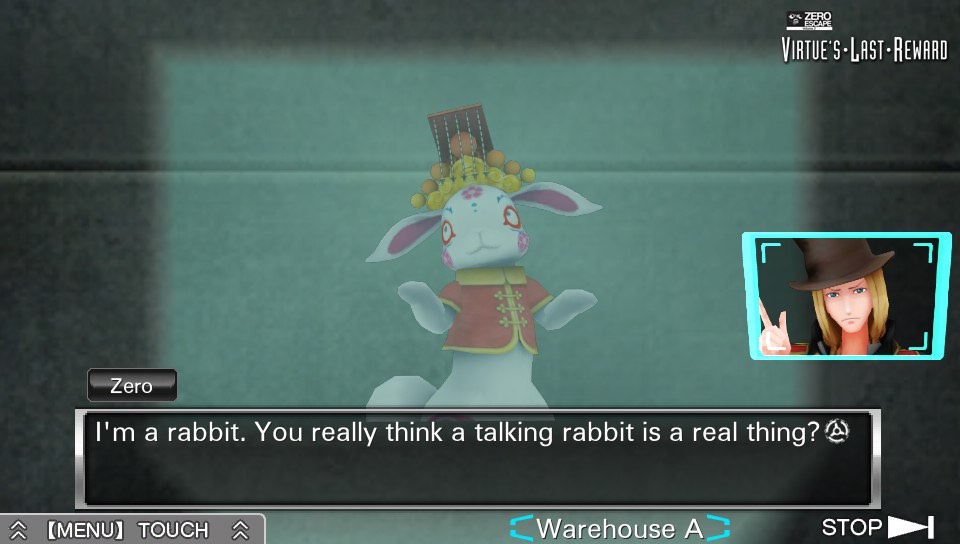 ZERO
ESCAPE
VIRTUE'S·LAST·REWARD
Zero
I'm a rabbit. You really think a talking rabbit is a real thing?
【MENU】 TOUCH
Warehouse A
STOP